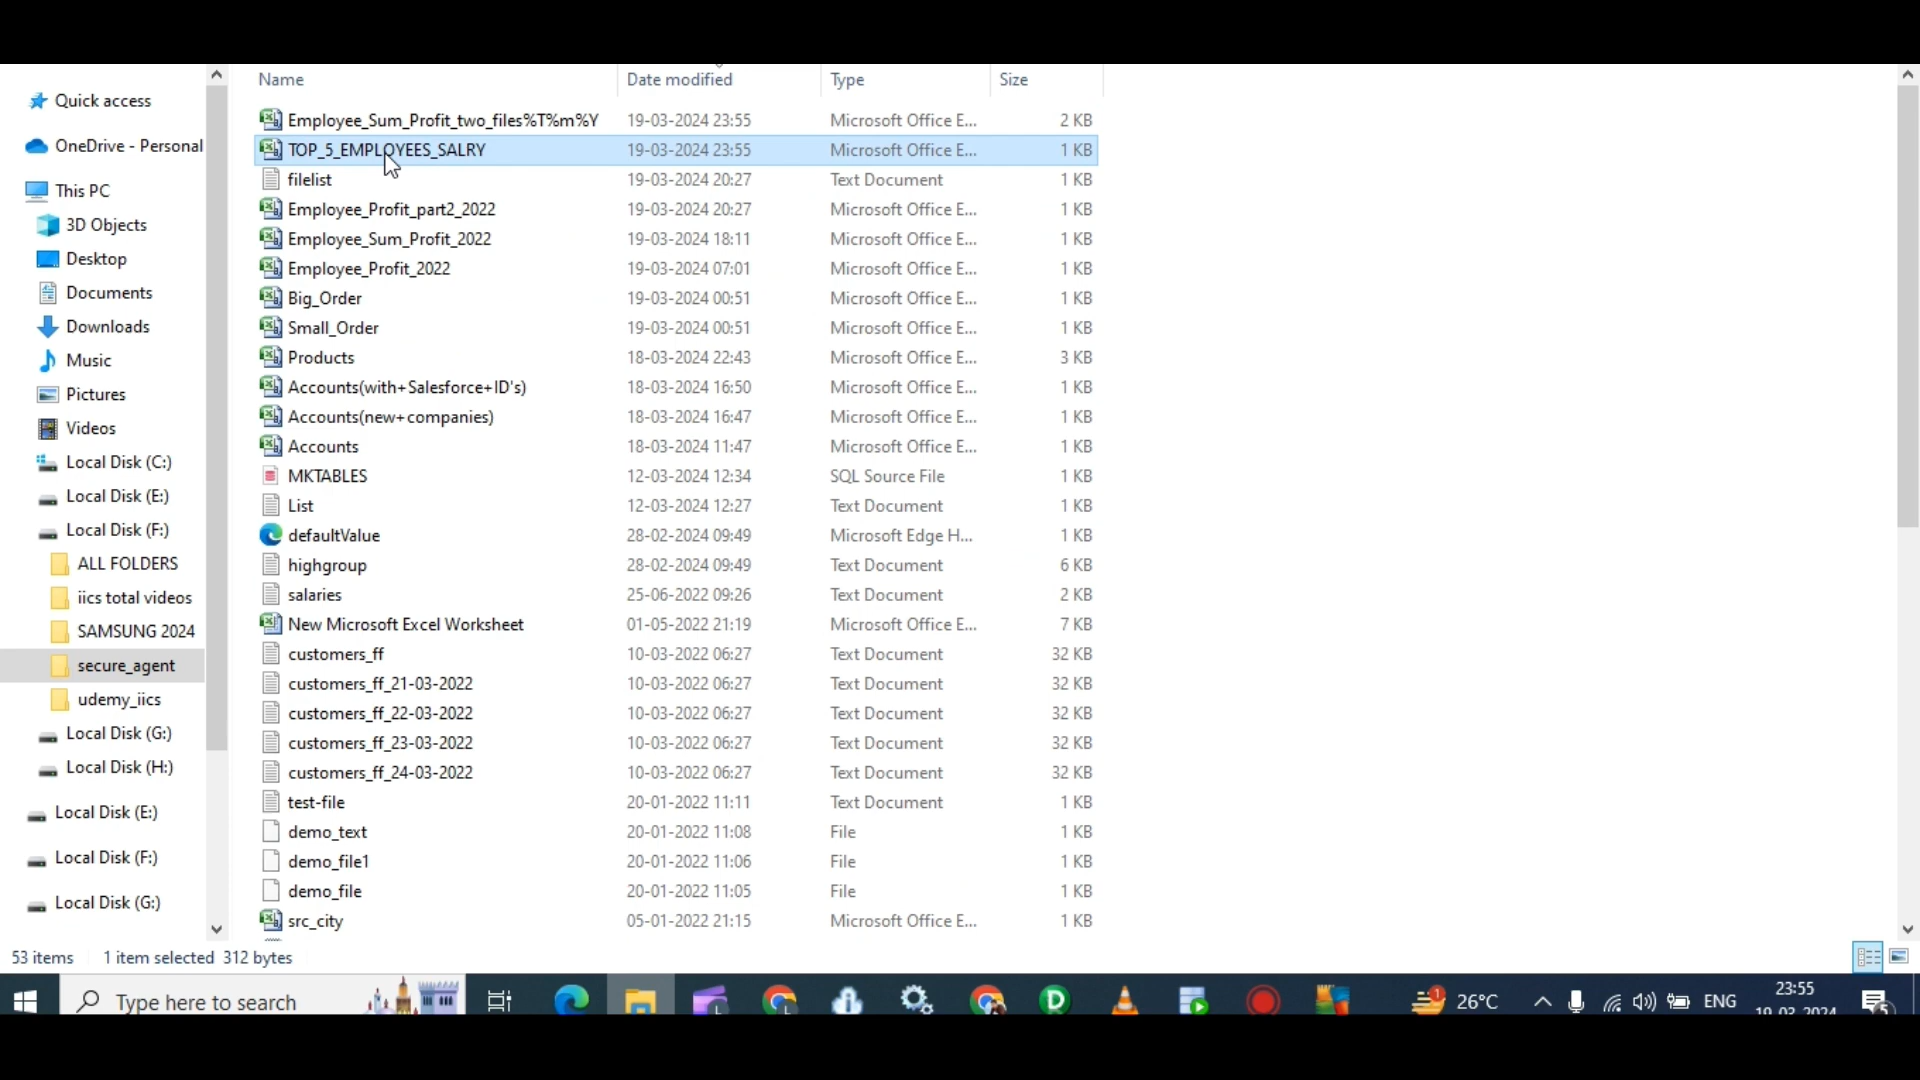 Name Date modified Type Size
Quick access
OneDrive - Personal
This PC
3D Objects
Desktop
Documents
Downloads
Music
Pictures
Videos
Local Disk (C:)
Local Disk (E:)
Local Disk (F:)
ALL FOLDERS
iics total videos
SAMSUNG 2024
secure_agent
udemy_iics
Local Disk (G:)
Local Disk (H:)
Local Disk (E:)
Local Disk (F:)
Local Disk (G:)
Employee_Sum_Profit_two_files%T%m%Y 19-03-2024 23:55 Microsoft Office E... 2 KB
TOP_5_EMPLOYEES_SALRY 19-03-2024 23:55 Microsoft Office E... 1 KB
filelist 19-03-2024 20:27 Text Document 1 KB
Employee_Profit_part2_2022 19-03-2024 20:27 Microsoft Office E... 1 KB
Employee_Sum_Profit_2022 19-03-2024 18:11 Microsoft Office E... 1 KB
Employee_Profit_2022 19-03-2024 07:01 Microsoft Office E... 1 KB
Big_Order 19-03-2024 00:51 Microsoft Office E... 1 KB
Small_Order 19-03-2024 00:51 Microsoft Office E... 1 KB
Products 18-03-2024 22:43 Microsoft Office E... 3 KB
Accounts(with+Salesforce+ID's) 18-03-2024 16:50 Microsoft Office E... 1 KB
Accounts(new+companies) 18-03-2024 16:47 Microsoft Office E... 1 KB
Accounts 18-03-2024 11:47 Microsoft Office E... 1 KB
MKTABLES 12-03-2024 12:34 SQL Source File 1 KB
List 12-03-2024 12:27 Text Document 1 KB
defaultValue 28-02-2024 09:49 Microsoft Edge H... 1 KB
highgroup 28-02-2024 09:49 Text Document 6 KB
salaries 25-06-2022 09:26 Text Document 2 KB
New Microsoft Excel Worksheet 01-05-2022 21:19 Microsoft Office E... 7 KB
customers_ff 10-03-2022 06:27 Text Document 32 KB
customers_ff_21-03-2022 10-03-2022 06:27 Text Document 32 KB
customers_ff_22-03-2022 10-03-2022 06:27 Text Document 32 KB
customers_ff_23-03-2022 10-03-2022 06:27 Text Document 32 KB
customers_ff_24-03-2022 10-03-2022 06:27 Text Document 32 KB
test-file 20-01-2022 11:11 Text Document 1 KB
demo_text 20-01-2022 11:08 File 1 KB
demo_file1 20-01-2022 11:06 File 1 KB
demo_file 20-01-2022 11:05 File 1 KB
src_city 05-01-2022 21:15 Microsoft Office E... 1 KB
53 items 1 item selected 312 bytes
Type here to search 26°C ENG 23:55
19-03-2024